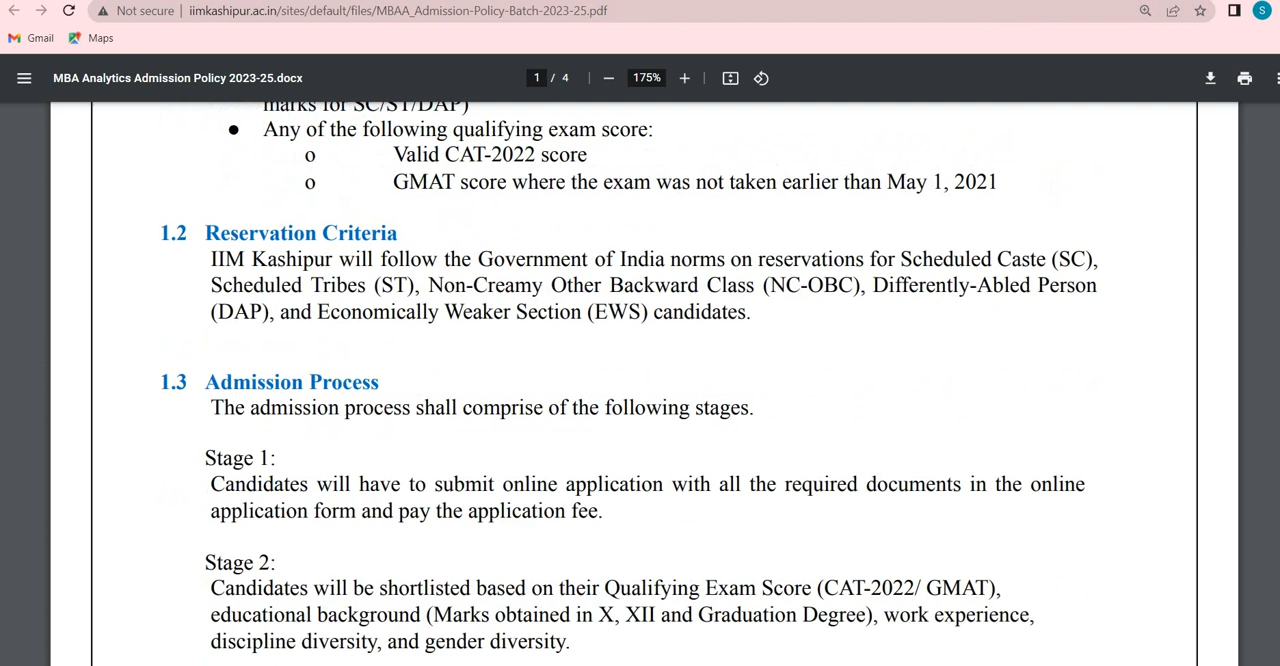 Not secure | iimkashipur.ac.in/sites/default/files/MBAA_Admission-Policy-Batch-2023-25.pdf
S
Gmail Maps
MBA Analytics Admission Policy 2023-25.docx 1 / 4 | — 175% + |
marks for SC/ST/DAP)
● Any of the following qualifying exam score:
o Valid CAT-2022 score
o GMAT score where the exam was not taken earlier than May 1, 2021
1.2 Reservation Criteria
IIM Kashipur will follow the Government of India norms on reservations for Scheduled Caste (SC),
Scheduled Tribes (ST), Non-Creamy Other Backward Class (NC-OBC), Differently-Abled Person
(DAP), and Economically Weaker Section (EWS) candidates.
1.3 Admission Process
The admission process shall comprise of the following stages.
Stage 1:
Candidates will have to submit online application with all the required documents in the online
application form and pay the application fee.
Stage 2:
Candidates will be shortlisted based on their Qualifying Exam Score (CAT-2022/ GMAT),
educational background (Marks obtained in X, XII and Graduation Degree), work experience,
discipline diversity, and gender diversity.